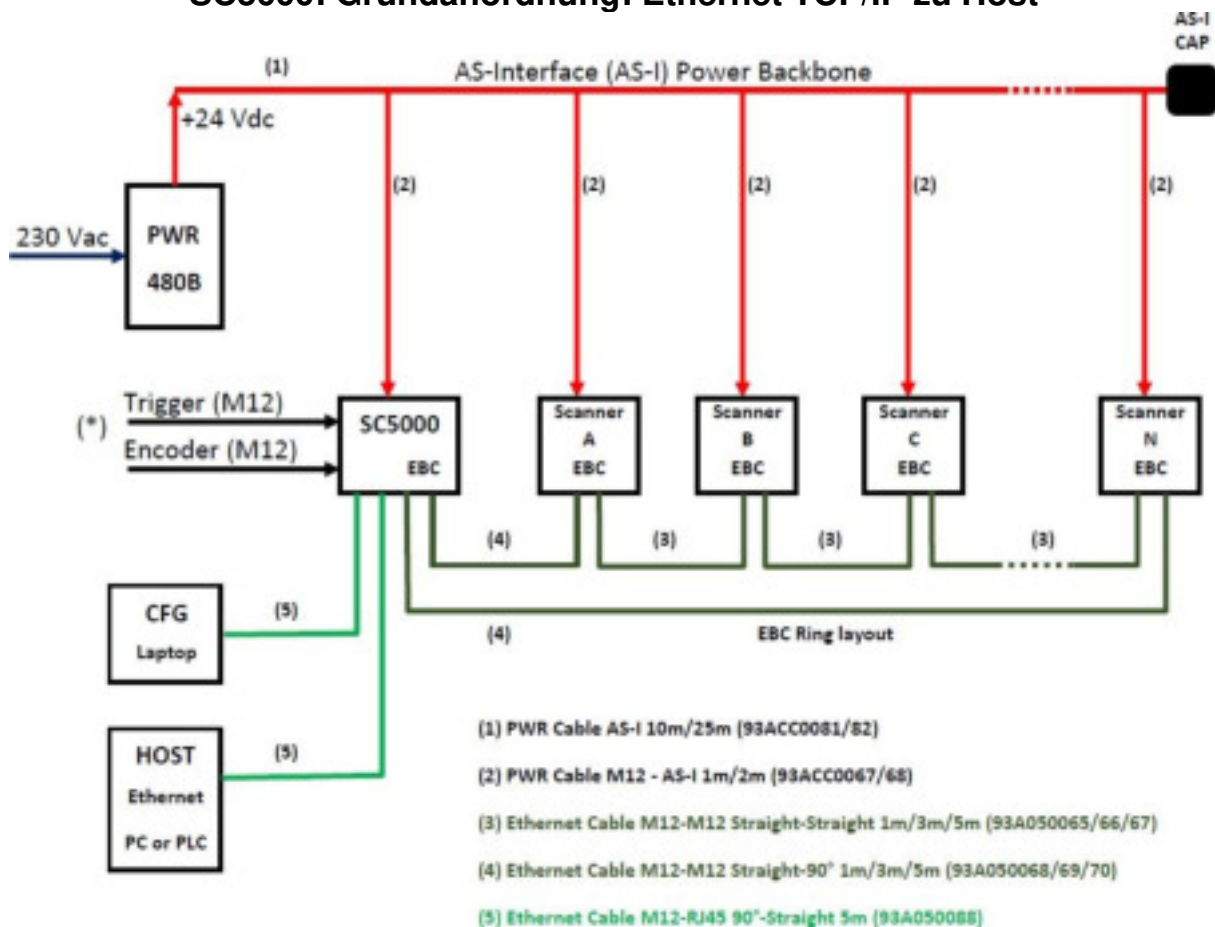 SC5000: Grundanordnung: Ethernet TCP/IP zu Host
AS-I
CAP
(1)
AS-Interface (AS-I) Power Backbone
+24 Vdc
(2)
(2)
(2)
(2)
(2)
230 Vac
PWR
480B
Trigger (M12)
(*)
Encoder (M12)
SC5000
EBC
Scanner
A
EBC
Scanner
B
EBC
Scanner
C
EBC
Scanner
N
EBC
(4)
(3)
(3)
(3)
CFG
Laptop
(5)
(4)
EBC Ring layout
HOST
Ethernet
PC or PLC
(5)
(1) PWR Cable AS-I 10m/25m (93ACC0081/82)
(2) PWR Cable M12 - AS-I 1m/2m (93ACC0067/68)
(3) Ethernet Cable M12-M12 Straight-Straight 1m/3m/5m (93A050065/66/67)
(4) Ethernet Cable M12-M12 Straight-90° 1m/3m/5m (93A050068/69/70)
(5) Ethernet Cable M12-RJ45 90°-Straight 5m (93A050088)